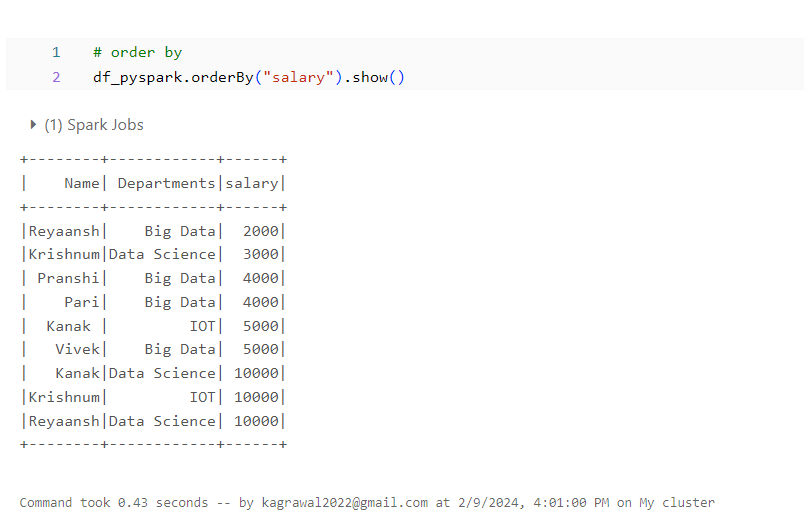 1 # order by
2 df_pyspark.orderBy("salary").show()
(1) Spark Jobs
+--------+------------+------+
|    Name| Departments|salary|
+--------+------------+------+
|Reyaansh|    Big Data|  2000|
|Krishnum|Data Science|  3000|
| Pranshi|    Big Data|  4000|
|    Pari|    Big Data|  4000|
|  Kanak |         IOT|  5000|
|   Vivek|    Big Data|  5000|
|   Kanak|Data Science| 10000|
|Krishnum|         IOT| 10000|
|Reyaansh|Data Science| 10000|
+--------+------------+------+
Command took 0.43 seconds -- by kagrawal2022@gmail.com at 2/9/2024, 4:01:00 PM on My cluster